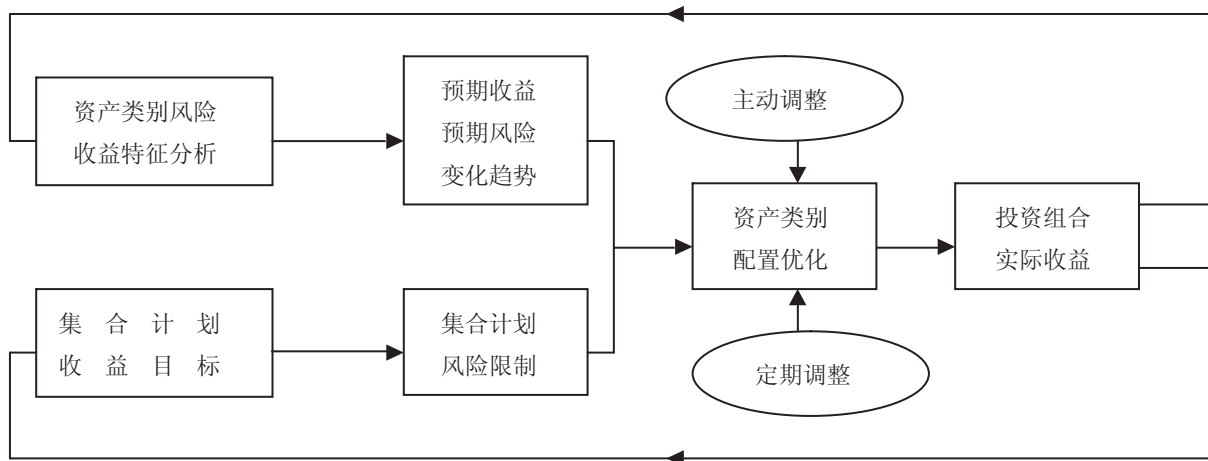 资产类别风险
收益特征分析
预期收益
预期风险
变化趋势
主动调整
资产类别
配置优化
投资组合
实际收益
集 合 计 划
收 益 目 标
集合计划
风险限制
定期调整